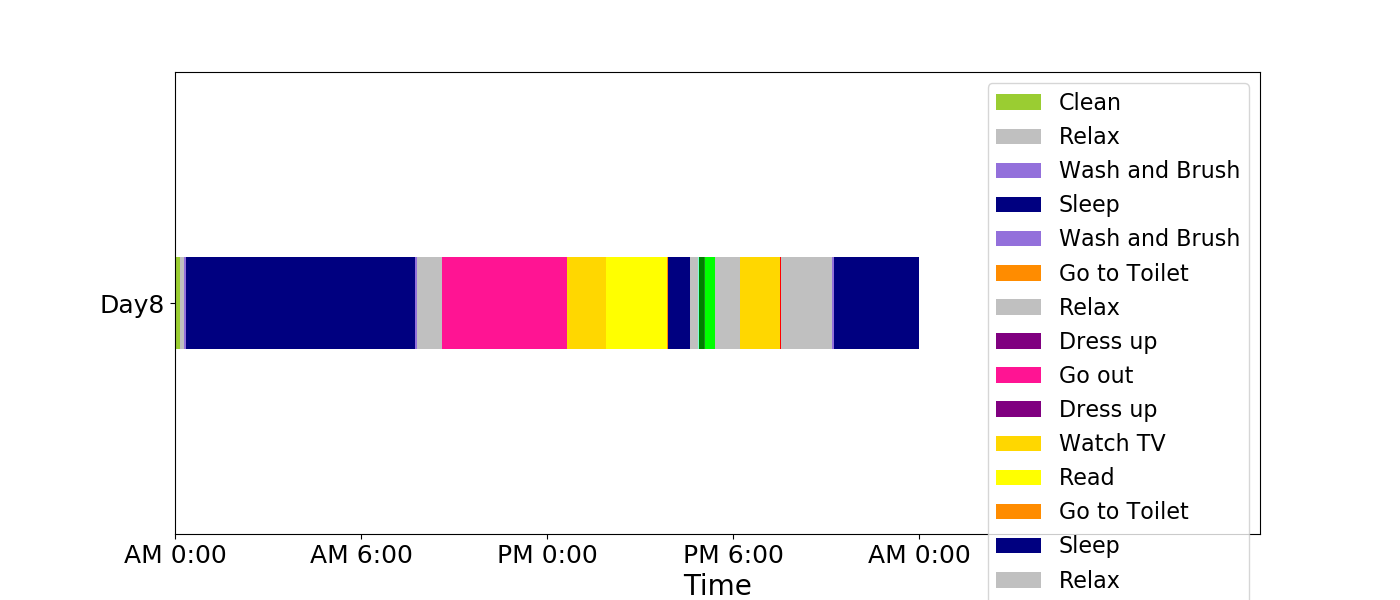 Clean
Relax
Wash and Brush
Sleep
Wash and Brush
Go to Toilet
Relax
Dress up
Go out
Dress up
Watch TV
Read
Go to Toilet
Sleep
Relax
Day8
AM 0:00 AM 6:00 PM 0:00 PM 6:00 AM 0:00
Time